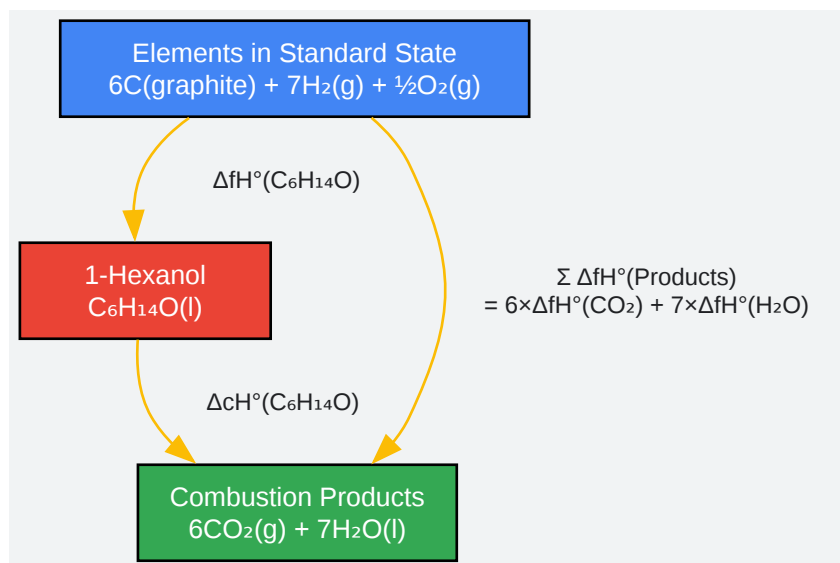 Elements in Standard State
6C(graphite) + 7H₂(g) + ½O₂(g)
ΔfH°(C₆H₁₄O)
1-Hexanol
C₆H₁₄O(l)
Σ ΔfH°(Products)
= 6×ΔfH°(CO₂) + 7×ΔfH°(H₂O)
ΔcH°(C₆H₁₄O)
Combustion Products
6CO₂(g) + 7H₂O(l)